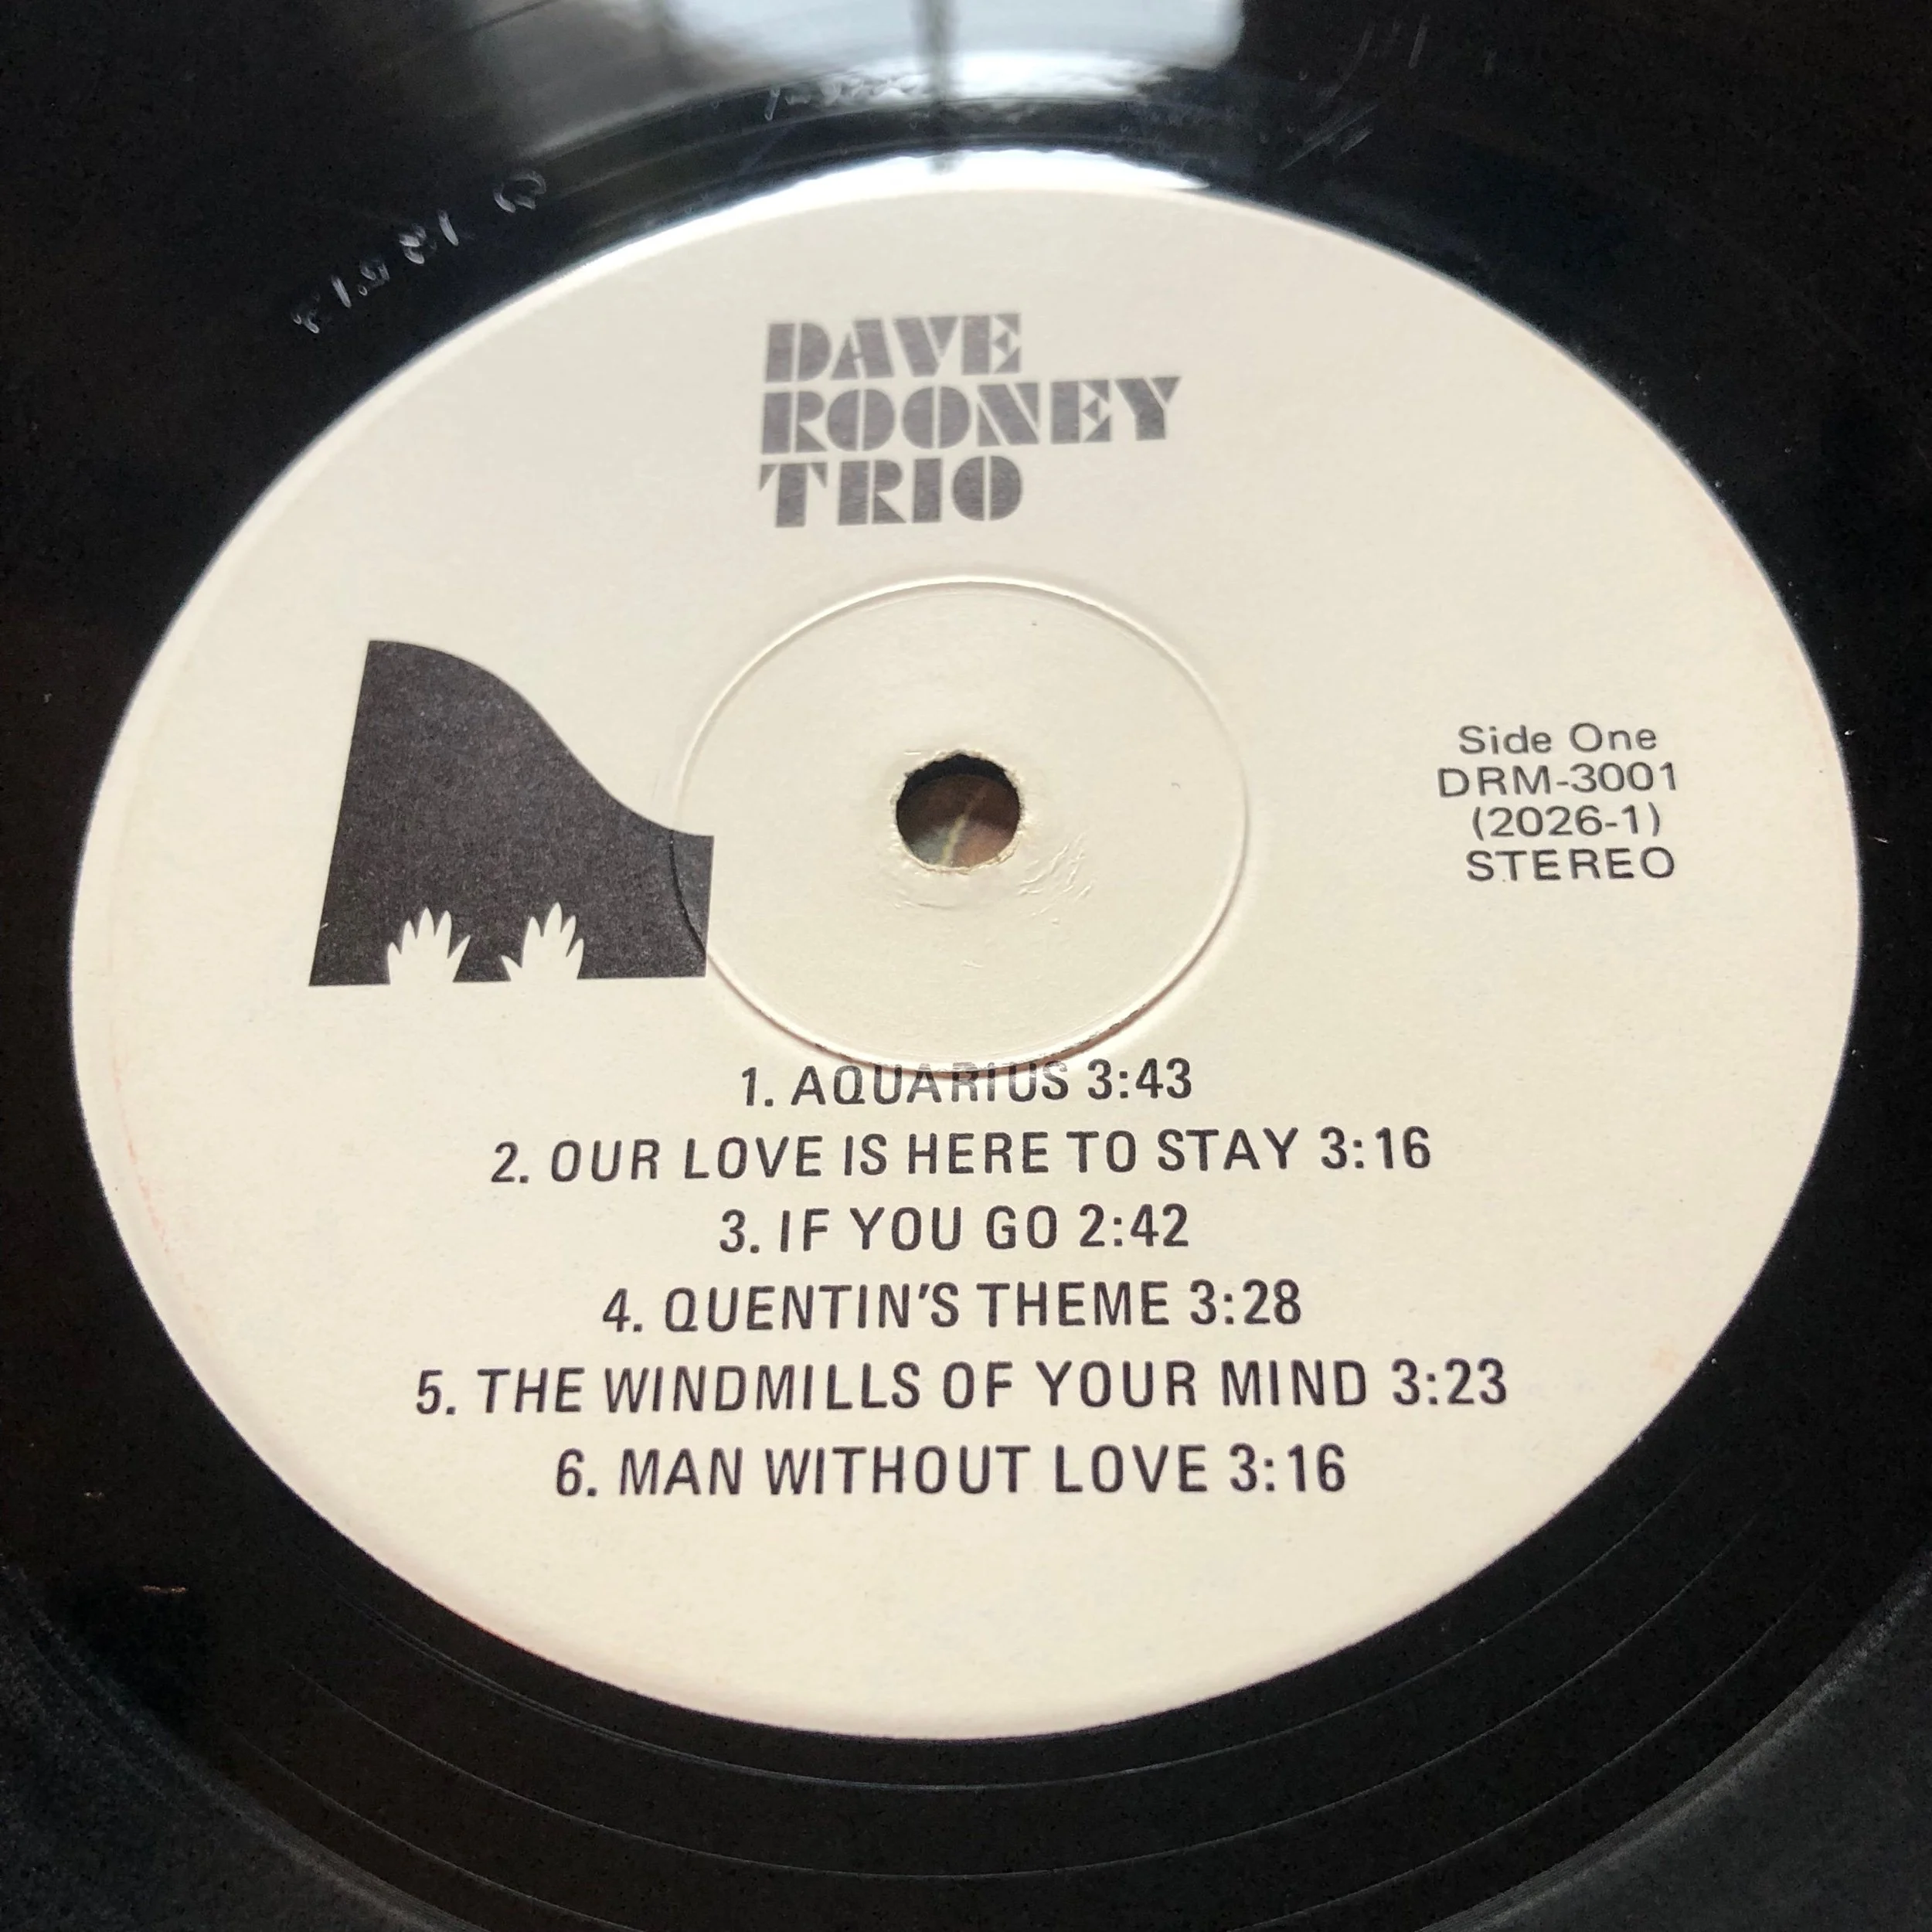 DAVE
ROONEY
TRIO
Side One
DRM-3001
(2026-1)
STEREO
1. AQUARIUS 3:43
2. OUR LOVE IS HERE TO STAY 3:16
3. IF YOU GO 2:42
4. QUENTIN'S THEME 3:28
5. THE WINDMILLS OF YOUR MIND 3:23
6. MAN WITHOUT LOVE 3:16